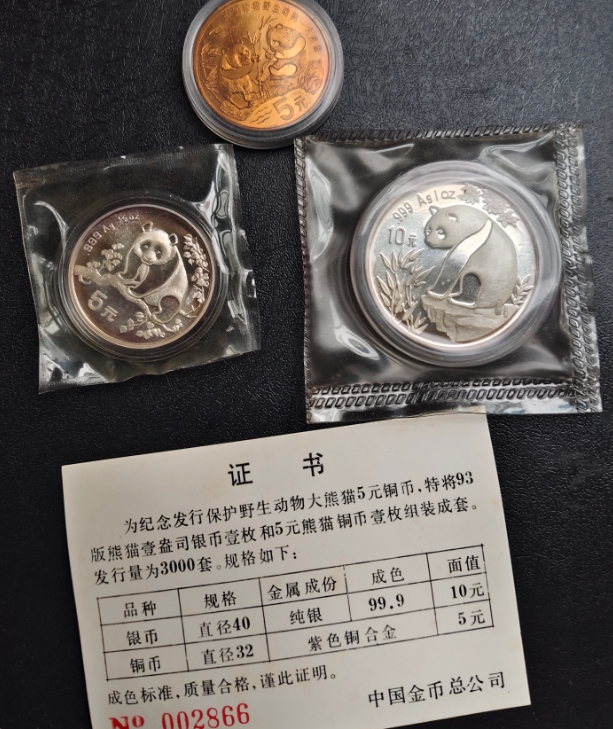 5元
999 Ag ½oz
5元
999 Ag 1oz
10元
证 书
为纪念发行保护野生动物大熊猫5元铜币,特将93
版熊猫壹盎司银币壹枚和5元熊猫铜币壹枚组装成套。
发行量为3000套。规格如下:
品种 规格 金属成份 成色 面值
银币 直径40 纯银 99.9 10元
铜币 直径32 紫色铜合金 5元
成色标准,质量合格,谨此证明。
中国金币总公司
№ 002866